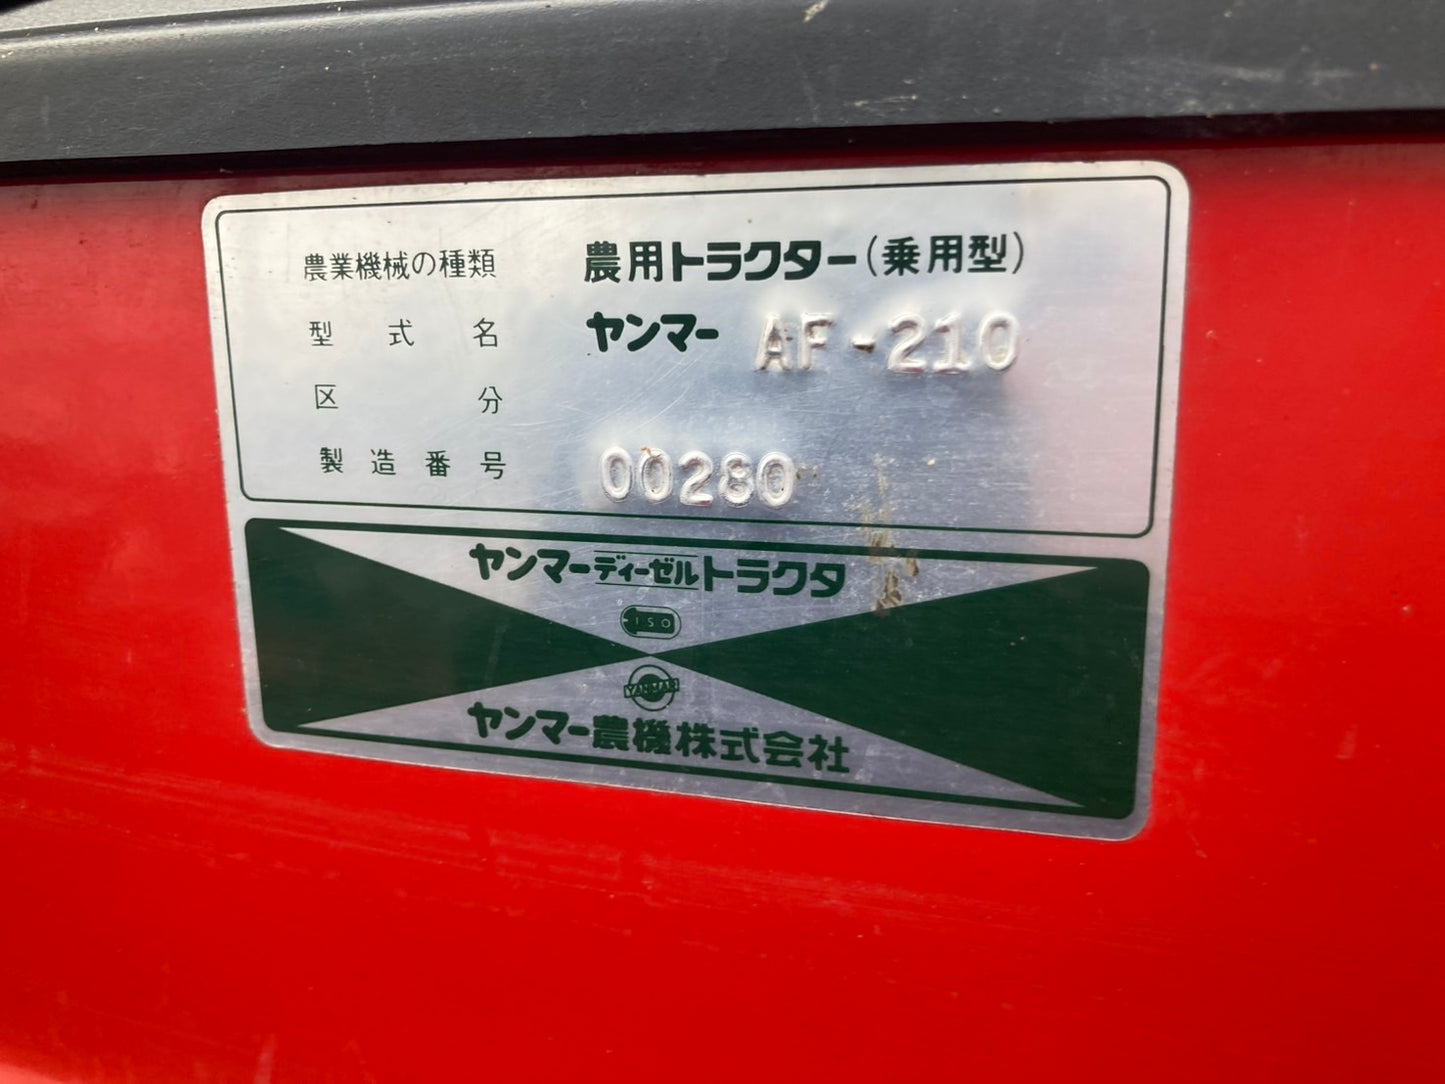 農業機械の種類 農用トラクター(乗用型)
型式名 ヤンマー AF-210
区分
製造番号 00280
ヤンマーディーゼルトラクタ
ISO
YANMAR
ヤンマー農機株式会社